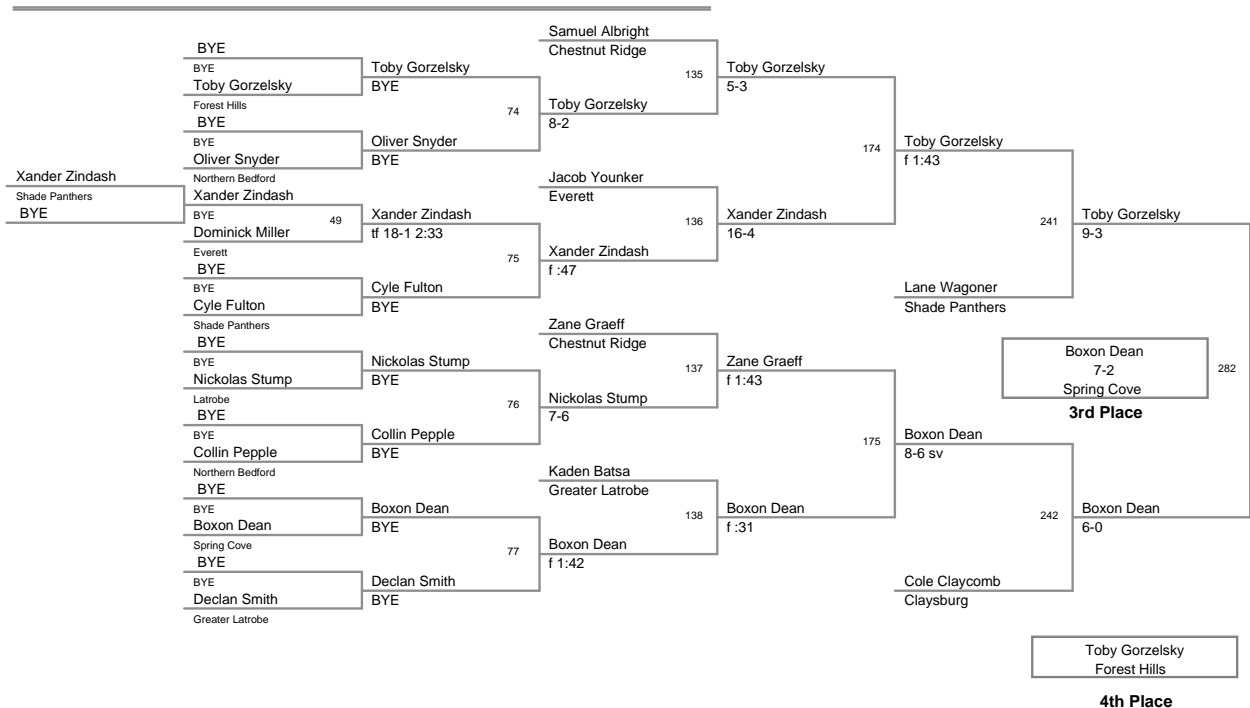 Xander Zindash
Shade Panthers
BYE
BYE
BYE
Toby Gorzelsky
Forest Hills
BYE
BYE
Oliver Snyder
Northern Bedford
Xander Zindash
BYE
49
Dominick Miller
Everett
BYE
BYE
Cyle Fulton
Shade Panthers
BYE
BYE
Nickolas Stump
Latrobe
BYE
BYE
Collin Pepple
Northern Bedford
BYE
BYE
Boxon Dean
Spring Cove
BYE
BYE
Declan Smith
Greater Latrobe
Toby Gorzelsky
BYE
74
Oliver Snyder
BYE
Xander Zindash
tf 18-1 2:33
75
Cyle Fulton
BYE
Nickolas Stump
BYE
76
Collin Pepple
BYE
Boxon Dean
BYE
77
Declan Smith
BYE
Samuel Albright
Chestnut Ridge
135
Toby Gorzelsky
8-2
Jacob Younker
Everett
136
Xander Zindash
f :47
Zane Graeff
Chestnut Ridge
137
Nickolas Stump
7-6
Kaden Batsa
Greater Latrobe
138
Boxon Dean
f 1:42
Toby Gorzelsky
5-3
174
Xander Zindash
16-4
Zane Graeff
f 1:43
175
Boxon Dean
f :31
Toby Gorzelsky
f 1:43
241
Lane Wagoner
Shade Panthers
Boxon Dean
8-6 sv
242
Cole Claycomb
Claysburg
Toby Gorzelsky
9-3
Boxon Dean
6-0
282
Boxon Dean
7-2
Spring Cove
3rd Place
Toby Gorzelsky
Forest Hills
4th Place